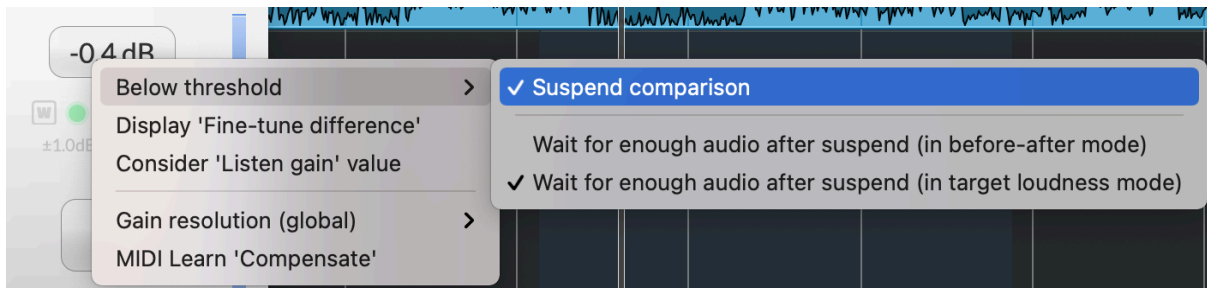 -0.4 dB
W
±1.0dB
Below threshold
Display 'Fine-tune difference'
Consider 'Listen gain' value
Gain resolution (global)
MIDI Learn 'Compensate'
✓ Suspend comparison
Wait for enough audio after suspend (in before-after mode)
✓ Wait for enough audio after suspend (in target loudness mode)